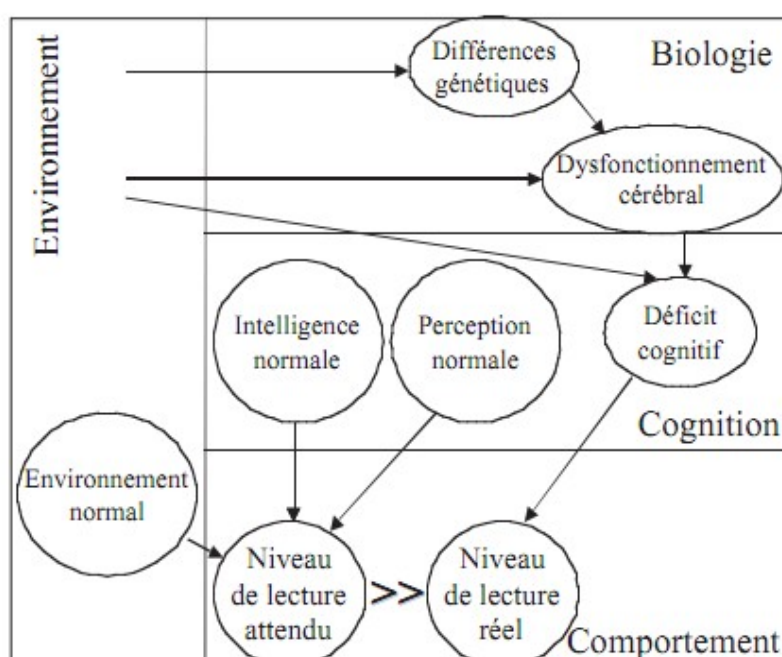 Environnement
Différences
génétiques
Biologie
Dysfonctionnement
cérébral
Intelligence
normale
Perception
normale
Déficit
cognitif
Cognition
Environnement
normal
Niveau
de lecture
attendu
>>
Niveau
de lecture
réel
Comportement